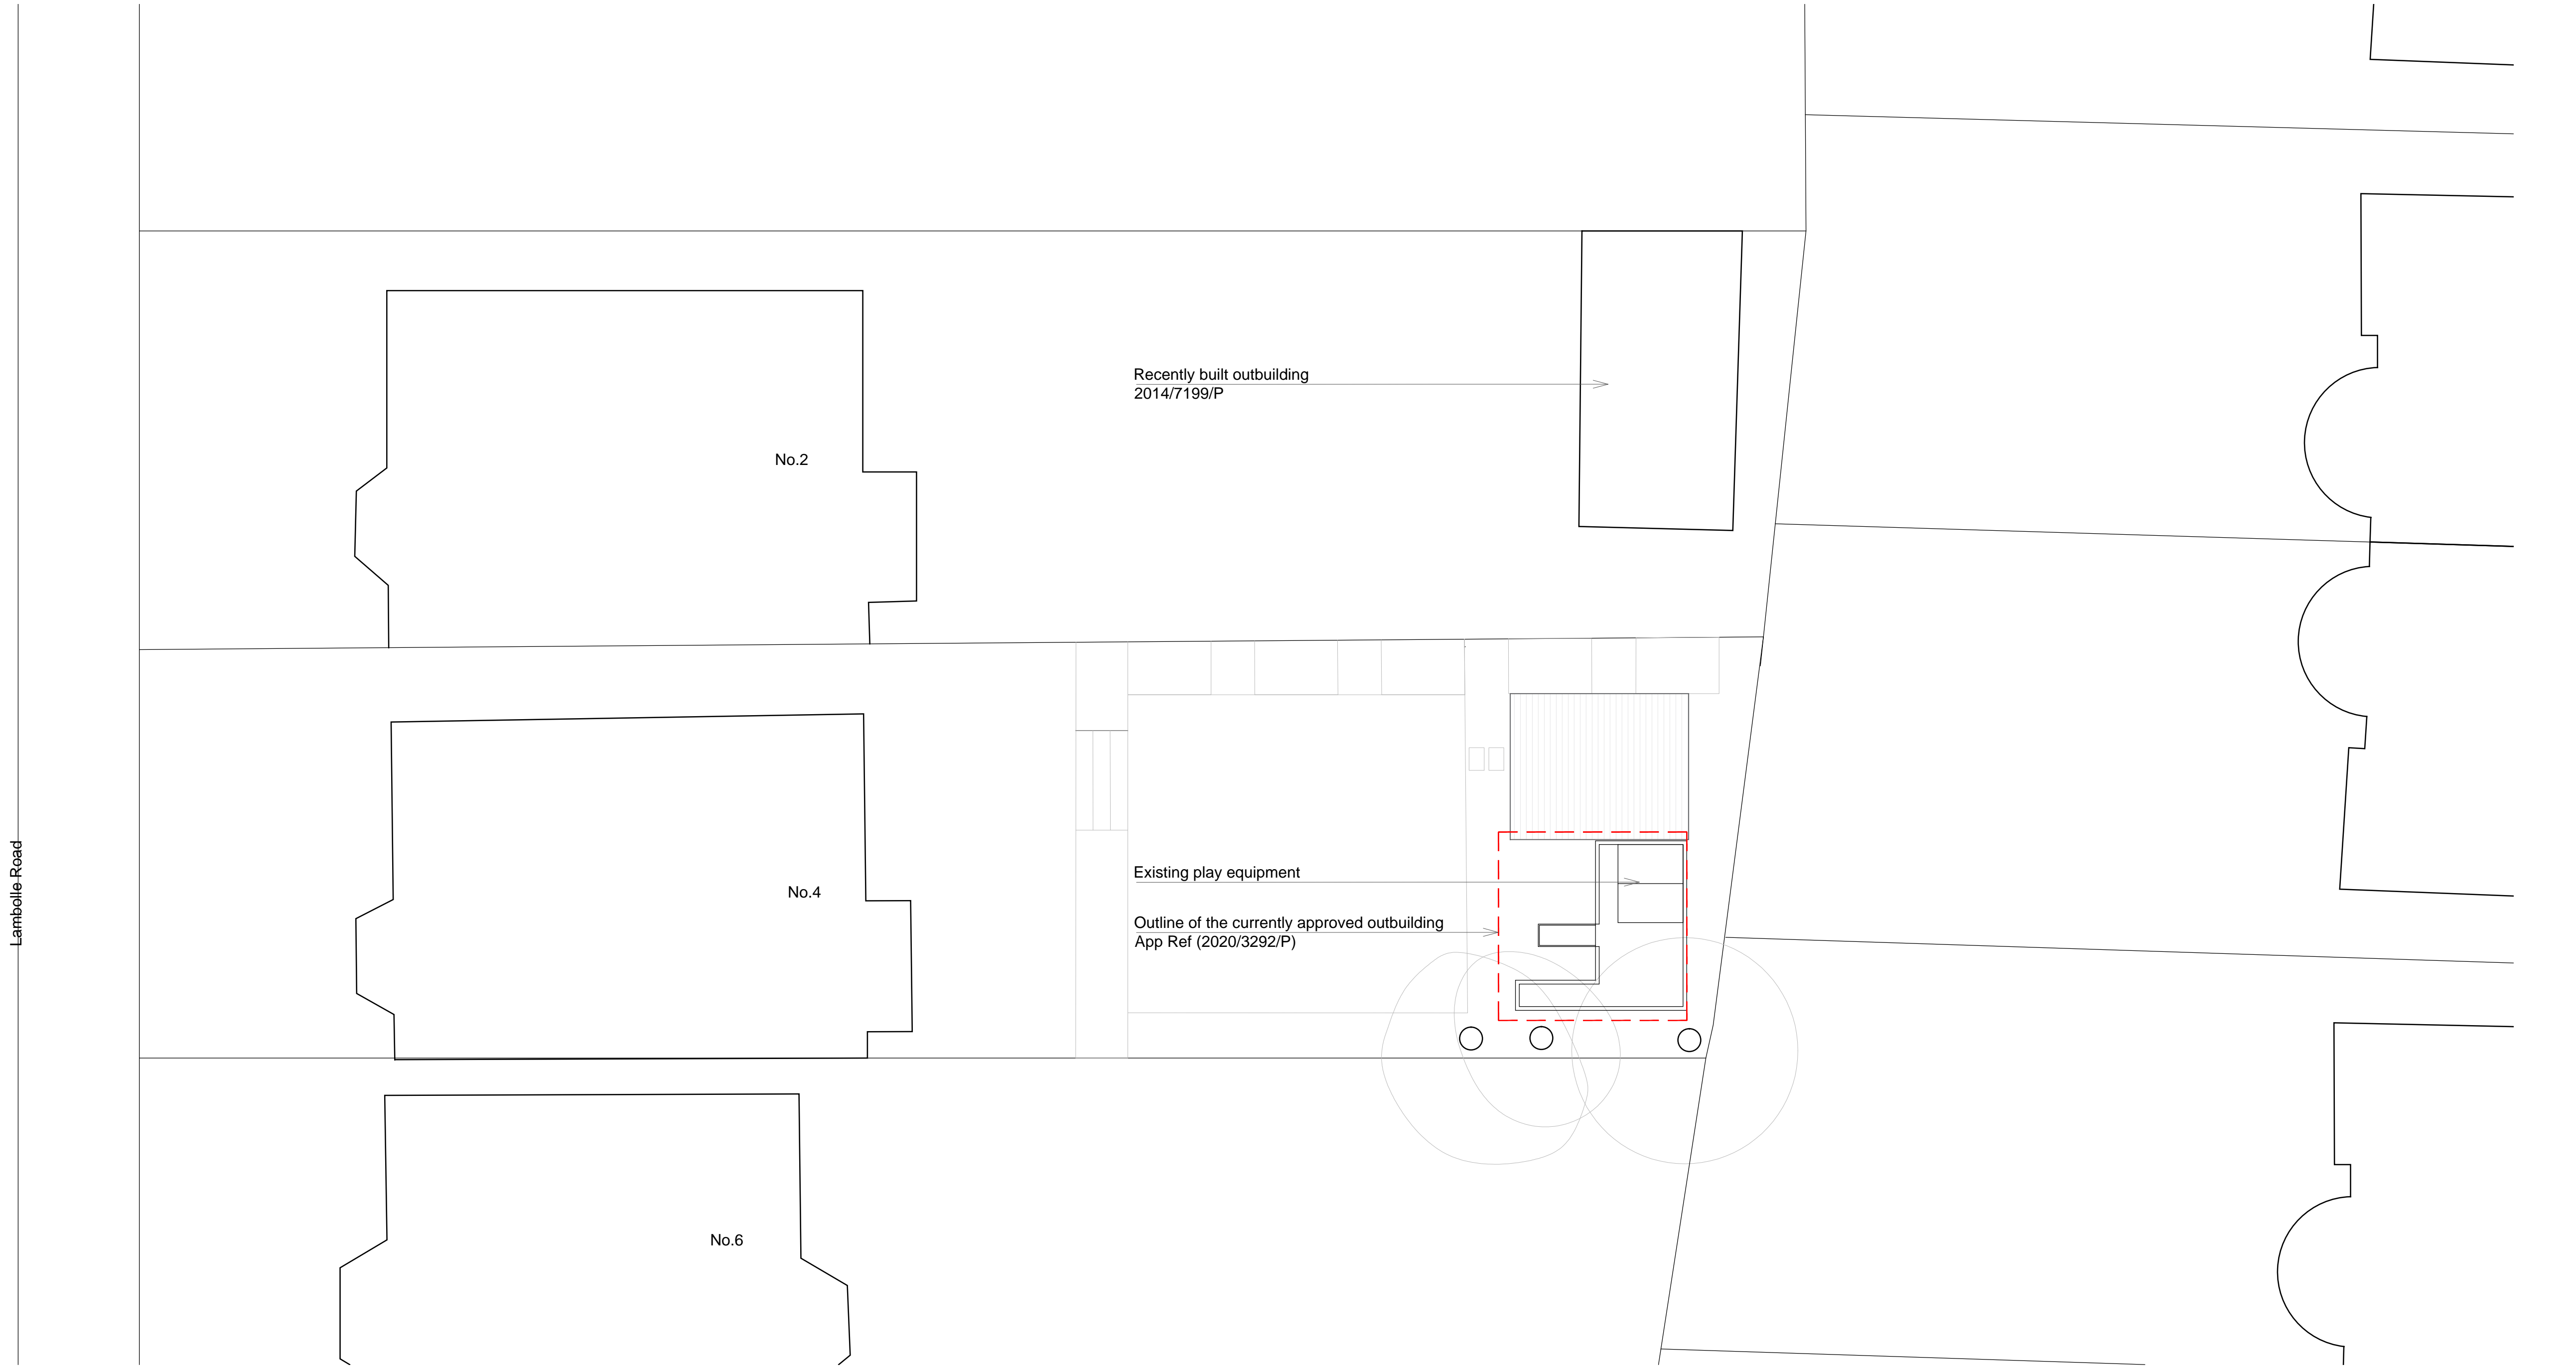 Recently built outbuilding
2014/7199/P
No.2
Lambolle Road
No.4
Existing play equipment
Outline of the currently approved outbuilding
App Ref (2020/3292/P)
No.6